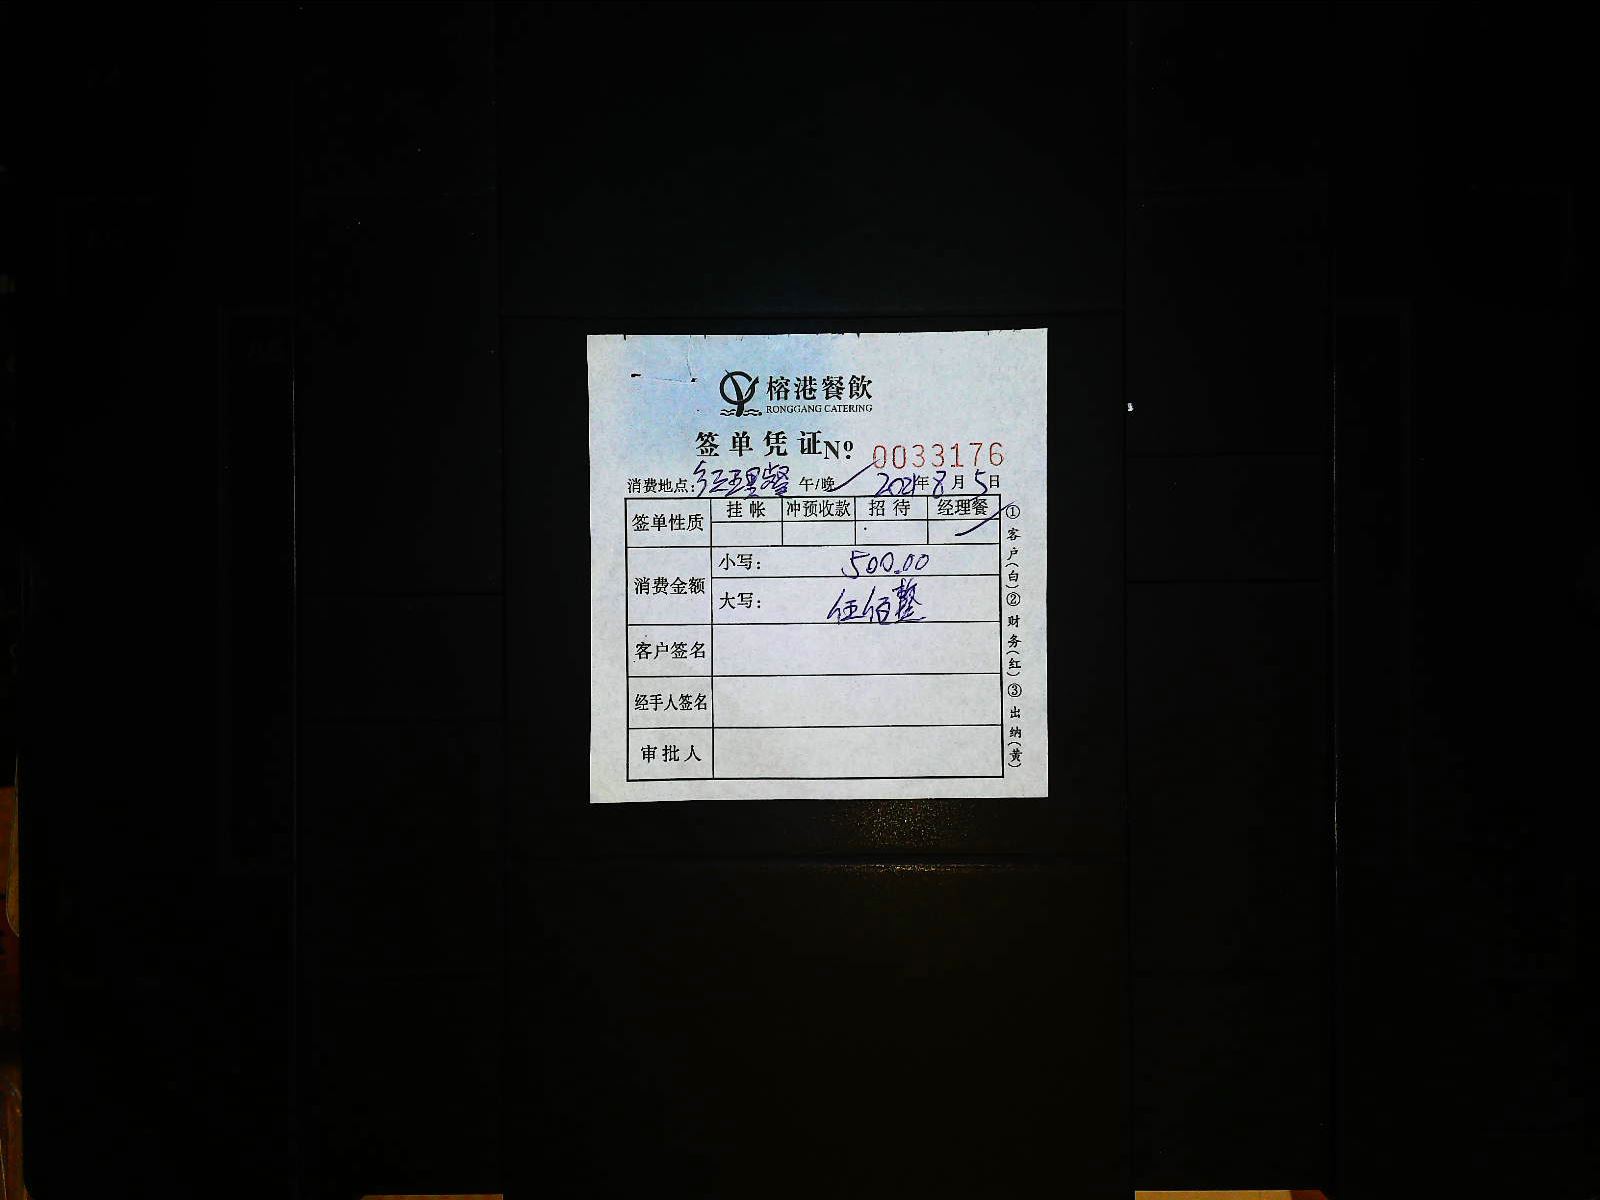 榕港餐飲
RONGGANG CATERING
签单凭证 № 0033176
消费地点: 经理餐 午/晚 2021年8月5日
签单性质 挂帐 冲预收款 招待 经理餐
消费金额 小写: 500.00
大写: 伍佰整
客户签名
经手人签名
审批人
①客户(白)②财务(红)③出纳(黄)